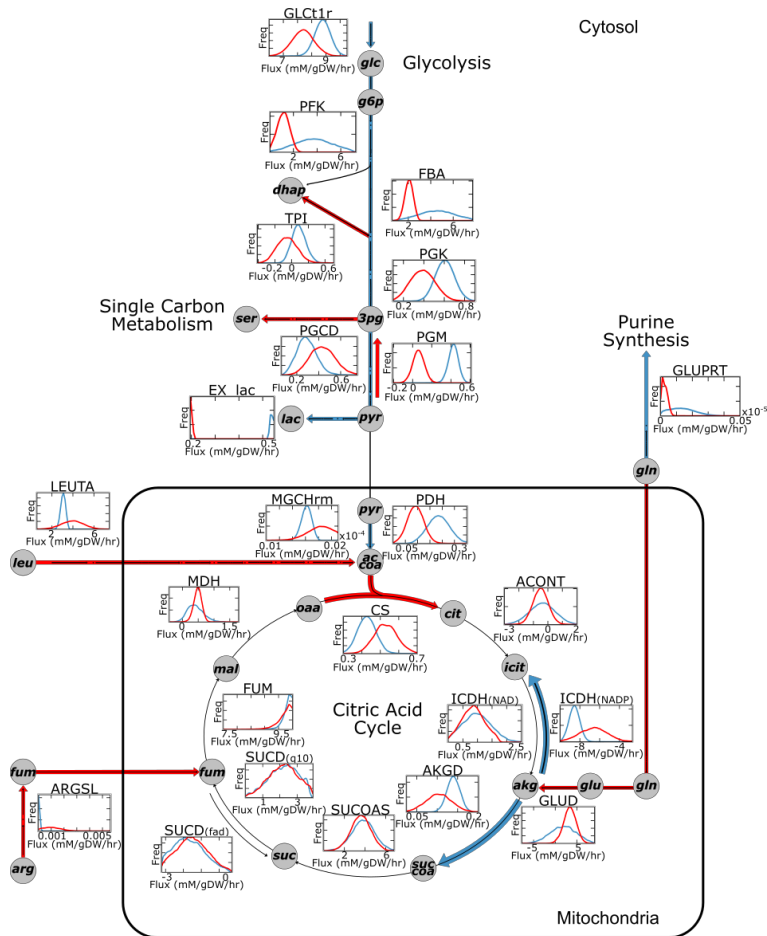 GLCt1r
Cytosol
Freq
7 9
Flux (mM/gDW/hr)
glc
Glycolysis
g6p
PFK
Freq
2 6
Flux (mM/gDW/hr)
FBA
Freq
2 6
Flux (mM/gDW/hr)
dhap
TPI
Freq
-0.2 0 0.6
Flux (mM/gDW/hr)
PGK
Freq
0.2 0.8
Flux (mM/gDW/hr)
Single Carbon
Metabolism
ser
3pg
Purine
Synthesis
PGCD
Freq
0.2 0.6
Flux (mM/gDW/hr)
PGM
Freq
-0.2 0 0.6
Flux (mM/gDW/hr)
GLUPRT
Freq
0 0.05
x10⁻⁵
Flux (mM/gDW/hr)
EX lac
Freq
0.2 0.5
Flux (mM/gDW/hr)
lac
pyr
gln
LEUTA
Freq
2 6
Flux (mM/gDW/hr)
MGCHrm
Freq
0.01 0.02
x10⁻⁴
Flux (mM/gDW/hr)
pyr
PDH
Freq
0.05 0.3
Flux (mM/gDW/hr)
leu
ac
coa
MDH
Freq
0 1.5
Flux (mM/gDW/hr)
oaa
cit
ACONT
Freq
-3 0 2
Flux (mM/gDW/hr)
CS
Freq
0.3 0.7
Flux (mM/gDW/hr)
mal
icit
FUM
Freq
7.5 9.5
Flux (mM/gDW/hr)
Citric Acid
Cycle
ICDH(NAD)
Freq
0.5 2.5
Flux (mM/gDW/hr)
ICDH(NADP)
Freq
-8 -4
Flux (mM/gDW/hr)
fum
fum
SUCD(q10)
Freq
1 3
Flux (mM/gDW/hr)
AKGD
Freq
0.05 0.2
Flux (mM/gDW/hr)
akg
glu
gln
ARGSL
Freq
0.001 0.005
Flux (mM/gDW/hr)
GLUD
Freq
-5 5
Flux (mM/gDW/hr)
SUCD(fad)
Freq
-3 0
Flux (mM/gDW/hr)
SUCOAS
Freq
2 6
Flux (mM/gDW/hr)
arg
suc
suc
coa
Mitochondria